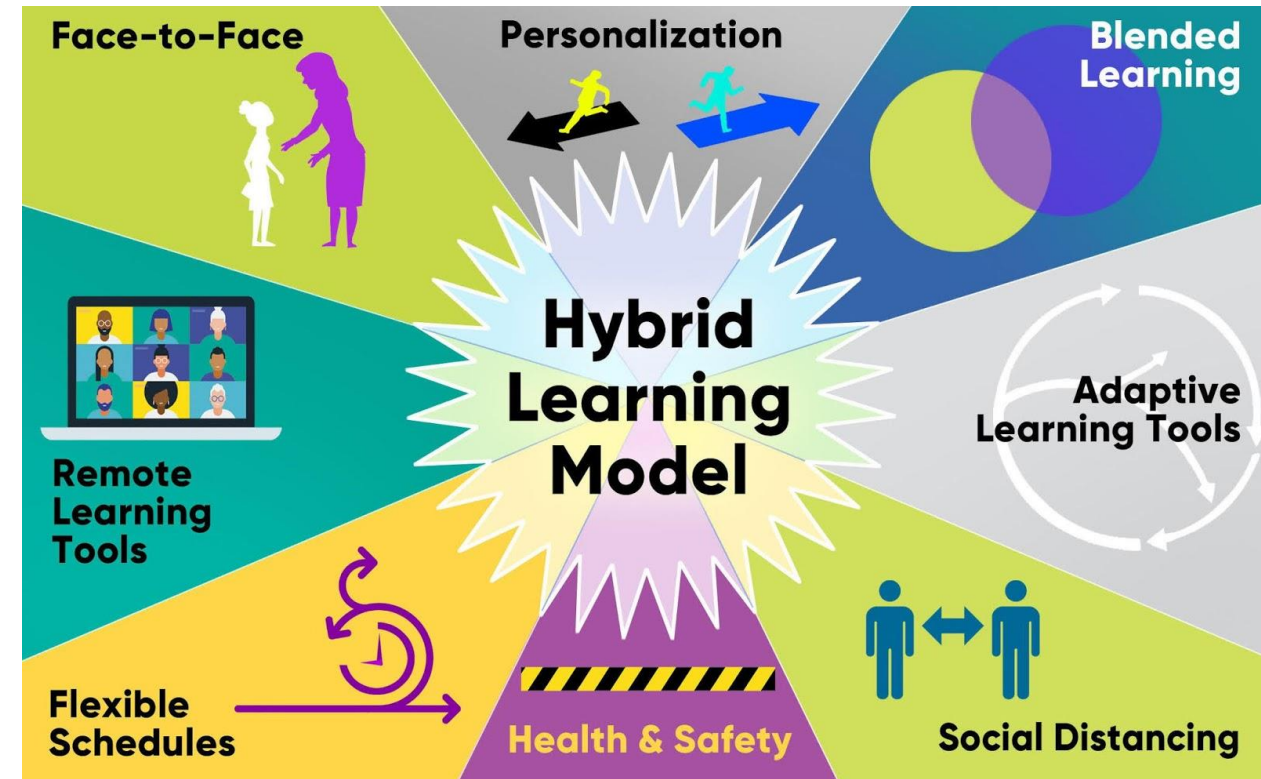 Face-to-Face
Personalization
Blended
Learning
Hybrid
Learning
Model
Adaptive
Learning Tools
Remote
Learning
Tools
Flexible
Schedules
Health & Safety
Social Distancing